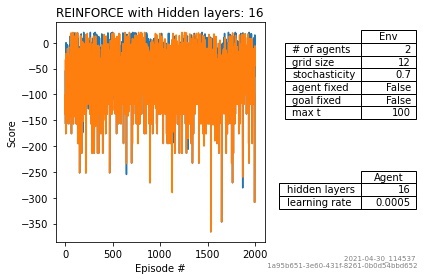 REINFORCE with Hidden layers: 16
Score
0
−50
−100
−150
−200
−250
−300
−350
0
500
1000
1500
2000
Episode #
Env
# of agents 2
grid size 12
stochasticity 0.7
agent fixed False
goal fixed False
max t 100
Agent
hidden layers 16
learning rate 0.0005
2021-04-30_114537
1a95b651-3e60-431f-8261-0b0d54bbd652